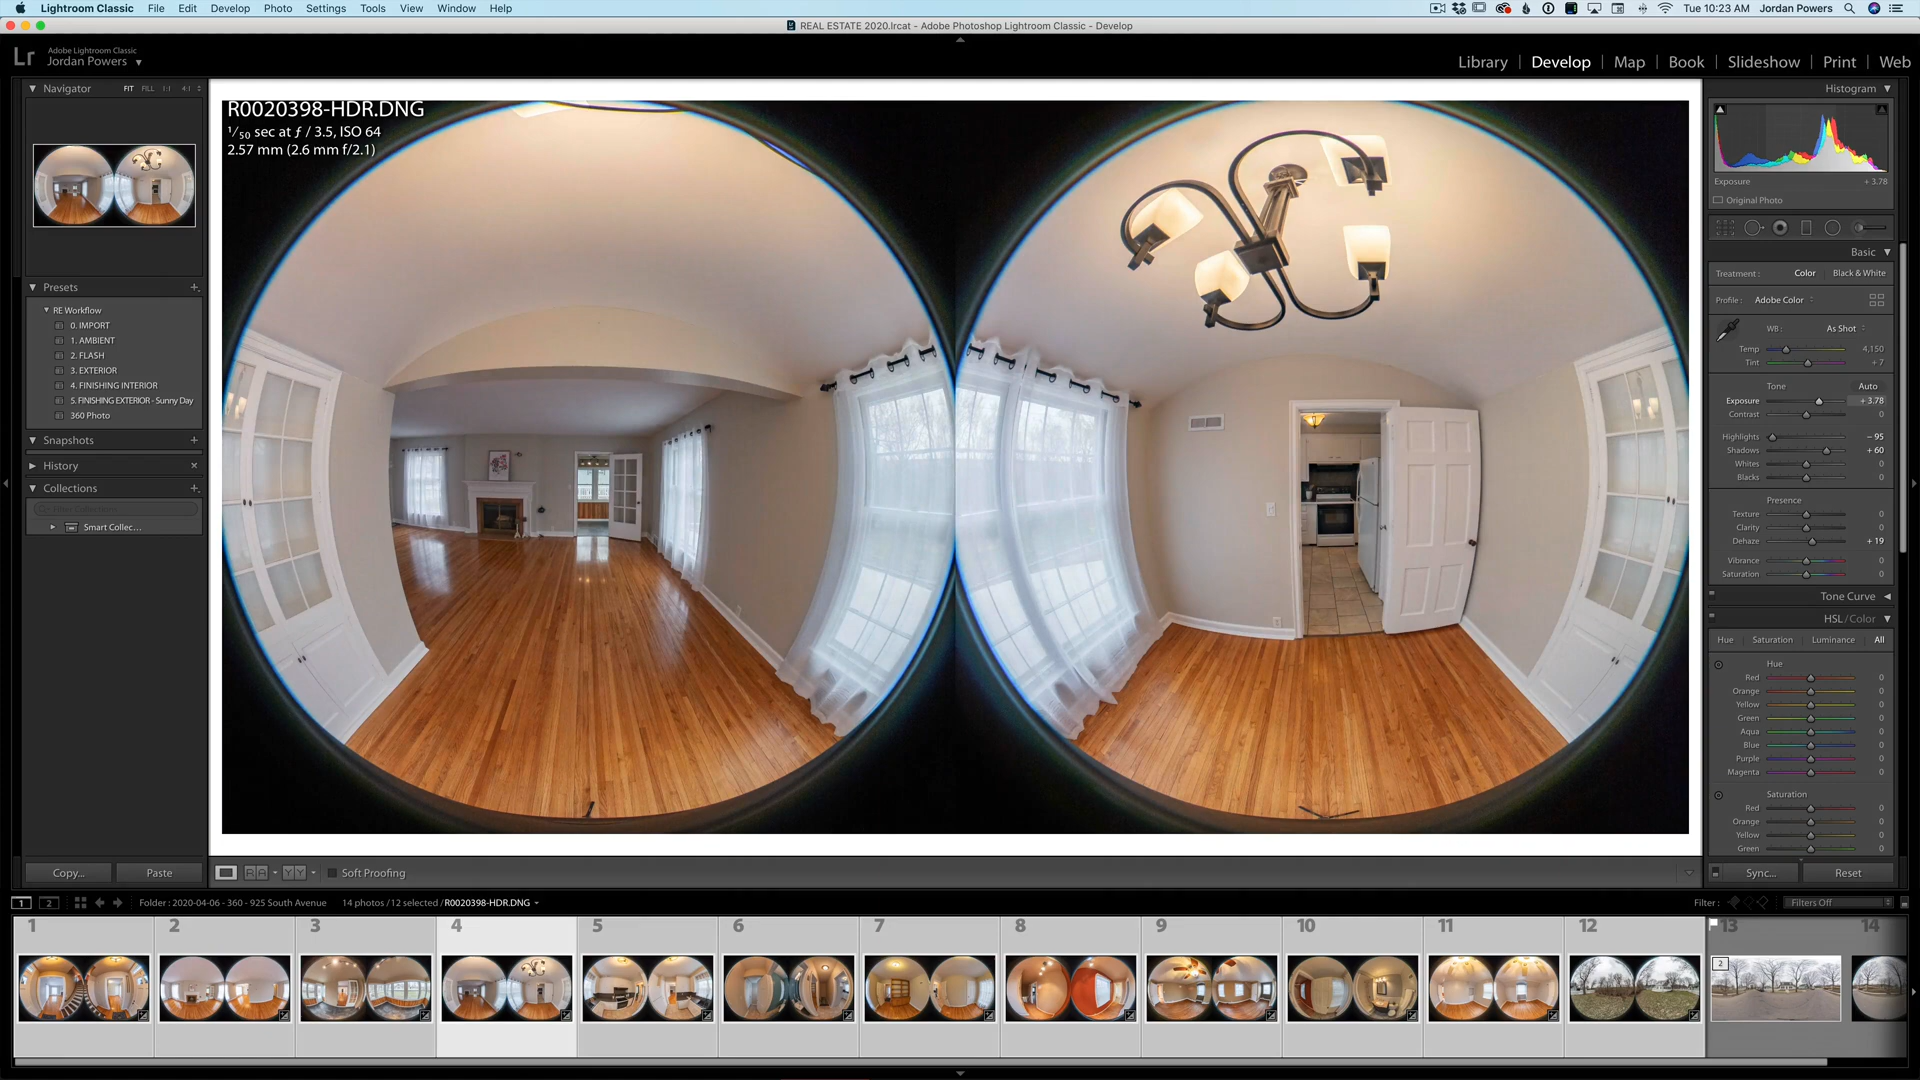 Lightroom Classic File Edit Develop Photo Settings Tools View Window Help
Tue 10:23 AM Jordan Powers
REAL ESTATE 2020.lrcat - Adobe Photoshop Lightroom Classic - Develop
Lr
Adobe Lightroom Classic
Jordan Powers
Library | Develop | Map | Book | Slideshow | Print | Web
Navigator FIT FILL 1:1 4:1
Presets
RE Workflow
0. IMPORT
1. AMBIENT
2. FLASH
3. EXTERIOR
4. FINISHING INTERIOR
5. FINISHING EXTERIOR - Sunny Day
360 Photo
Snapshots
History
Collections
Filter Collections
Smart Collec...
Copy... Paste
R0020398-HDR.DNG
1/50 sec at ƒ / 3.5, ISO 64
2.57 mm (2.6 mm f/2.1)
Soft Proofing
Histogram
Exposure + 3.78
Original Photo
Basic
Treatment : Color Black & White
Profile : Adobe Color
WB : As Shot
Temp 4,150
Tint + 7
Tone Auto
Exposure + 3.78
Contrast 0
Highlights − 95
Shadows + 60
Whites 0
Blacks 0
Presence
Texture 0
Clarity 0
Dehaze + 19
Vibrance 0
Saturation 0
Tone Curve
HSL / Color
Hue Saturation Luminance All
Hue
Red 0
Orange 0
Yellow 0
Green 0
Aqua 0
Blue 0
Purple 0
Magenta 0
Saturation
Red 0
Orange 0
Yellow 0
Green 0
Sync... Reset
1 2 Folder : 2020-04-06 - 360 - 925 South Avenue 14 photos / 12 selected / R0020398-HDR.DNG
Filter : Filters Off
1 2 3 4 5 6 7 8 9 10 11 12 13 14
2